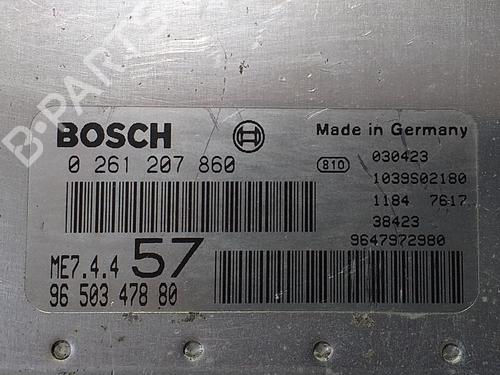 B-PARTS
BOSCH
Made in Germany
0 261 207 860
810
030423
1039S02180
1184 7617
38423
9647972980
ME7.4.4 57
96 503 478 80